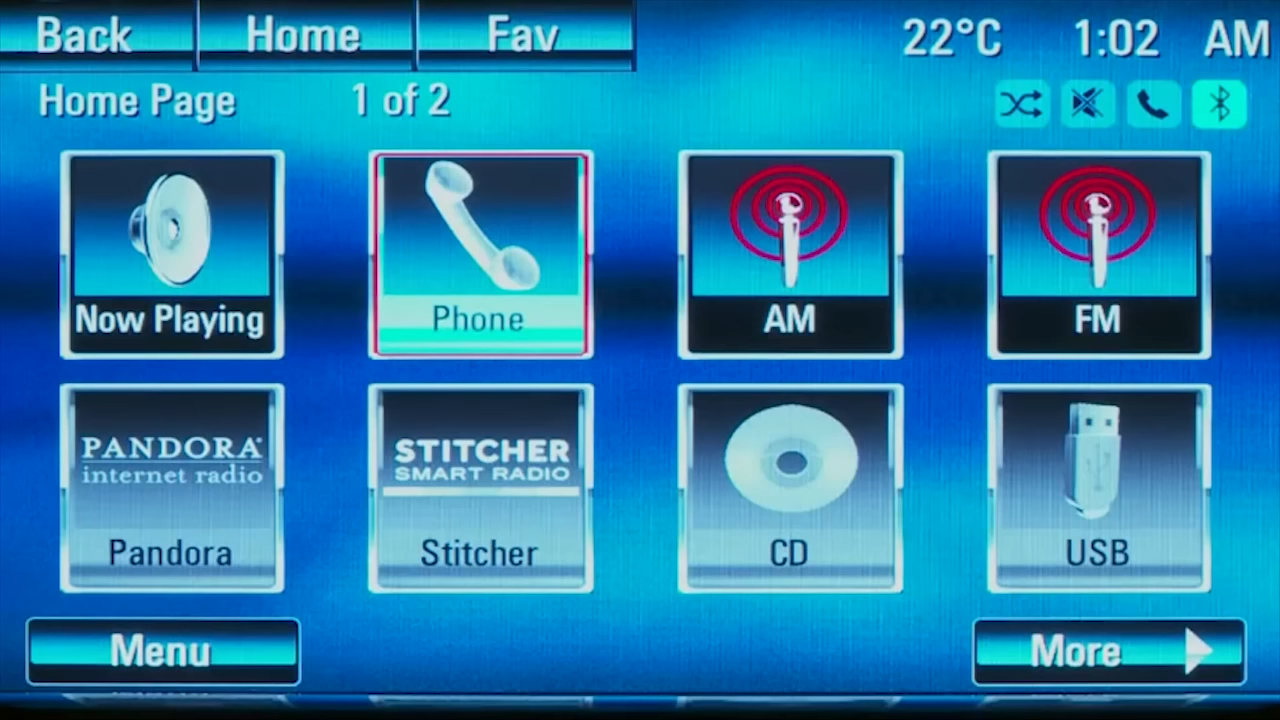 Back Home Fav 22°C 1:02 AM
Home Page 1 of 2
Now Playing Phone AM FM
PANDORA®
internet radio
STITCHER
SMART RADIO
Pandora Stitcher CD USB
Menu More